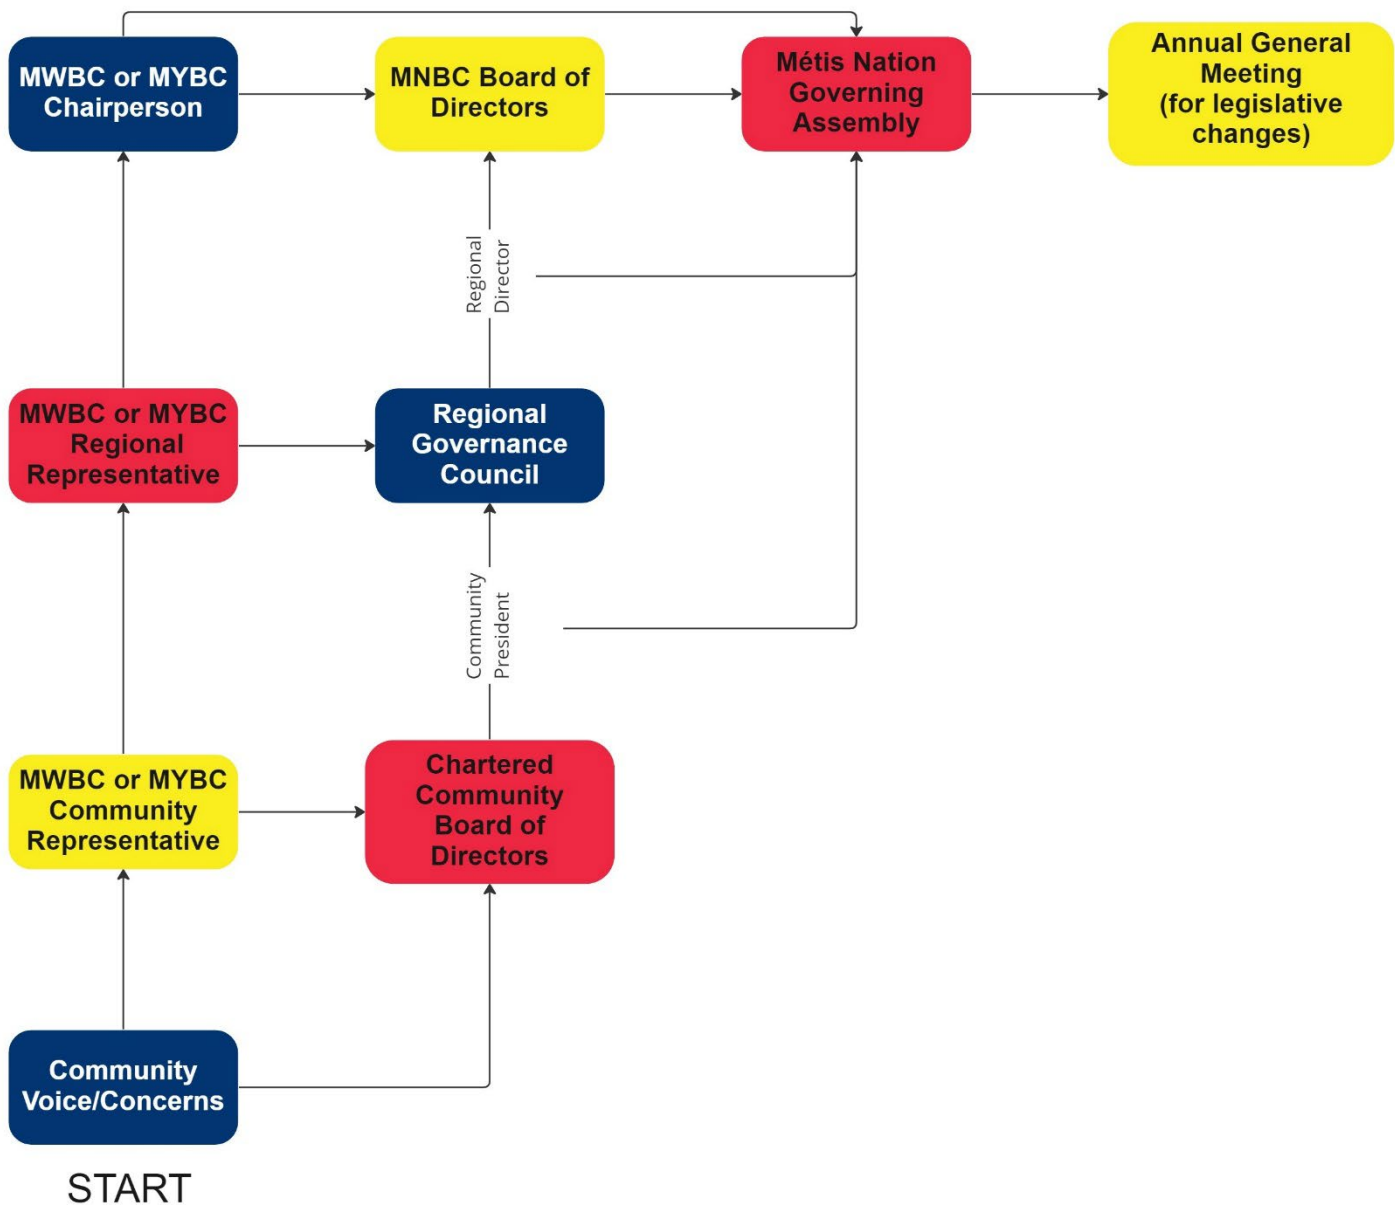 MWBC or MYBC
Chairperson
MNBC Board of
Directors
Métis Nation
Governing
Assembly
Annual General
Meeting
(for legislative
changes)
Regional
Director
MWBC or MYBC
Regional
Representative
Regional
Governance
Council
Community
President
MWBC or MYBC
Community
Representative
Chartered
Community
Board of
Directors
Community
Voice/Concerns
START